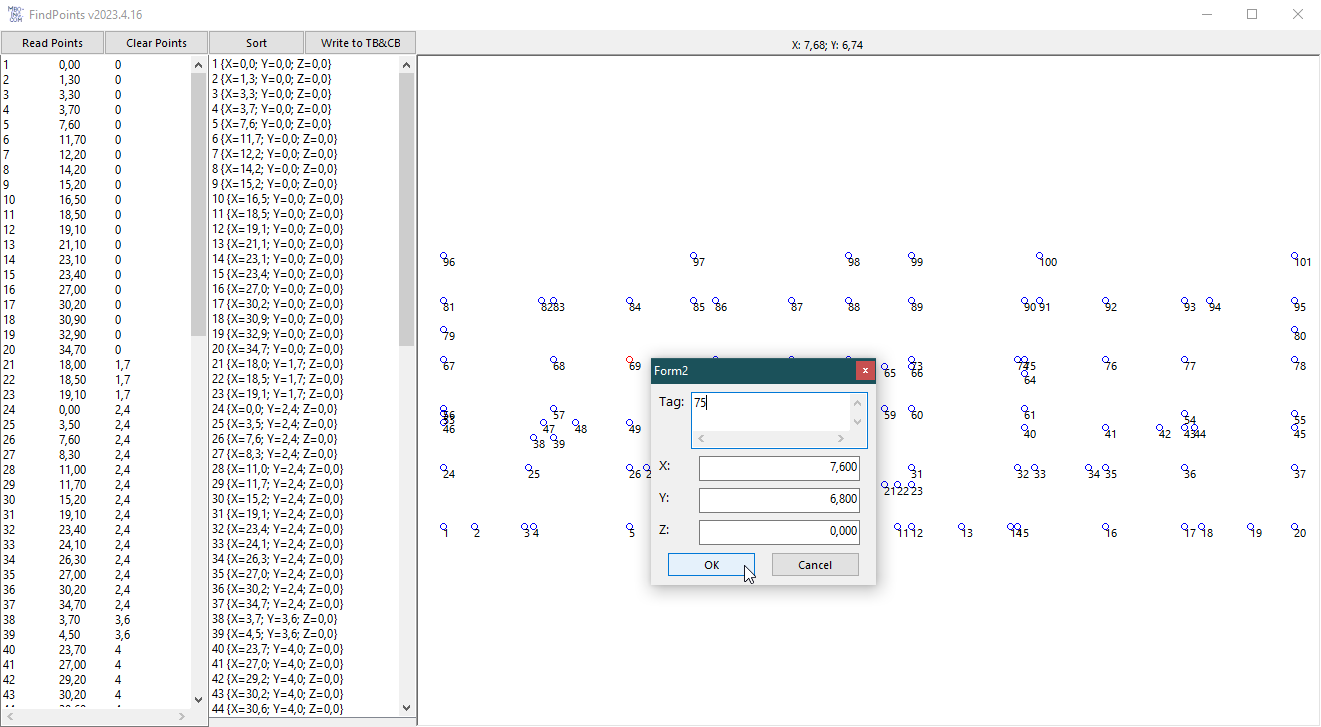 FindPoints v2023.4.16
Read Points Clear Points Sort Write to TB&CB
X: 7,68; Y: 6,74
1 0,00 0
2 1,30 0
3 3,30 0
4 3,70 0
5 7,60 0
6 11,70 0
7 12,20 0
8 14,20 0
9 15,20 0
10 16,50 0
11 18,50 0
12 19,10 0
13 21,10 0
14 23,10 0
15 23,40 0
16 27,00 0
17 30,20 0
18 30,90 0
19 32,90 0
20 34,70 0
21 18,00 1,7
22 18,50 1,7
23 19,10 1,7
24 0,00 2,4
25 3,50 2,4
26 7,60 2,4
27 8,30 2,4
28 11,00 2,4
29 11,70 2,4
30 15,20 2,4
31 19,10 2,4
32 23,40 2,4
33 24,10 2,4
34 26,30 2,4
35 27,00 2,4
36 30,20 2,4
37 34,70 2,4
38 3,70 3,6
39 4,50 3,6
40 23,70 4
41 27,00 4
42 29,20 4
43 30,20 4
1 {X=0,0; Y=0,0; Z=0,0}
2 {X=1,3; Y=0,0; Z=0,0}
3 {X=3,3; Y=0,0; Z=0,0}
4 {X=3,7; Y=0,0; Z=0,0}
5 {X=7,6; Y=0,0; Z=0,0}
6 {X=11,7; Y=0,0; Z=0,0}
7 {X=12,2; Y=0,0; Z=0,0}
8 {X=14,2; Y=0,0; Z=0,0}
9 {X=15,2; Y=0,0; Z=0,0}
10 {X=16,5; Y=0,0; Z=0,0}
11 {X=18,5; Y=0,0; Z=0,0}
12 {X=19,1; Y=0,0; Z=0,0}
13 {X=21,1; Y=0,0; Z=0,0}
14 {X=23,1; Y=0,0; Z=0,0}
15 {X=23,4; Y=0,0; Z=0,0}
16 {X=27,0; Y=0,0; Z=0,0}
17 {X=30,2; Y=0,0; Z=0,0}
18 {X=30,9; Y=0,0; Z=0,0}
19 {X=32,9; Y=0,0; Z=0,0}
20 {X=34,7; Y=0,0; Z=0,0}
21 {X=18,0; Y=1,7; Z=0,0}
22 {X=18,5; Y=1,7; Z=0,0}
23 {X=19,1; Y=1,7; Z=0,0}
24 {X=0,0; Y=2,4; Z=0,0}
25 {X=3,5; Y=2,4; Z=0,0}
26 {X=7,6; Y=2,4; Z=0,0}
27 {X=8,3; Y=2,4; Z=0,0}
28 {X=11,0; Y=2,4; Z=0,0}
29 {X=11,7; Y=2,4; Z=0,0}
30 {X=15,2; Y=2,4; Z=0,0}
31 {X=19,1; Y=2,4; Z=0,0}
32 {X=23,4; Y=2,4; Z=0,0}
33 {X=24,1; Y=2,4; Z=0,0}
34 {X=26,3; Y=2,4; Z=0,0}
35 {X=27,0; Y=2,4; Z=0,0}
36 {X=30,2; Y=2,4; Z=0,0}
37 {X=34,7; Y=2,4; Z=0,0}
38 {X=3,7; Y=3,6; Z=0,0}
39 {X=4,5; Y=3,6; Z=0,0}
40 {X=23,7; Y=4,0; Z=0,0}
41 {X=27,0; Y=4,0; Z=0,0}
42 {X=29,2; Y=4,0; Z=0,0}
43 {X=30,2; Y=4,0; Z=0,0}
44 {X=30,6; Y=4,0; Z=0,0}
96 97 98 99 100 101
81 82 83 84 85 86 87 88 89 90 91 92 93 94 95
79 80
67 68 69 66 76 77 78
65 64
57 59 60 61 54 55
46 47 48 49 40 41 42 43 44 45
38 39
24 25 26 31 32 33 34 35 36 37
21 22 23
1 2 3 4 5 11 12 13 16 17 18 19 20
Form2
Tag: 75
X: 7,600
Y: 6,800
Z: 0,000
OK Cancel